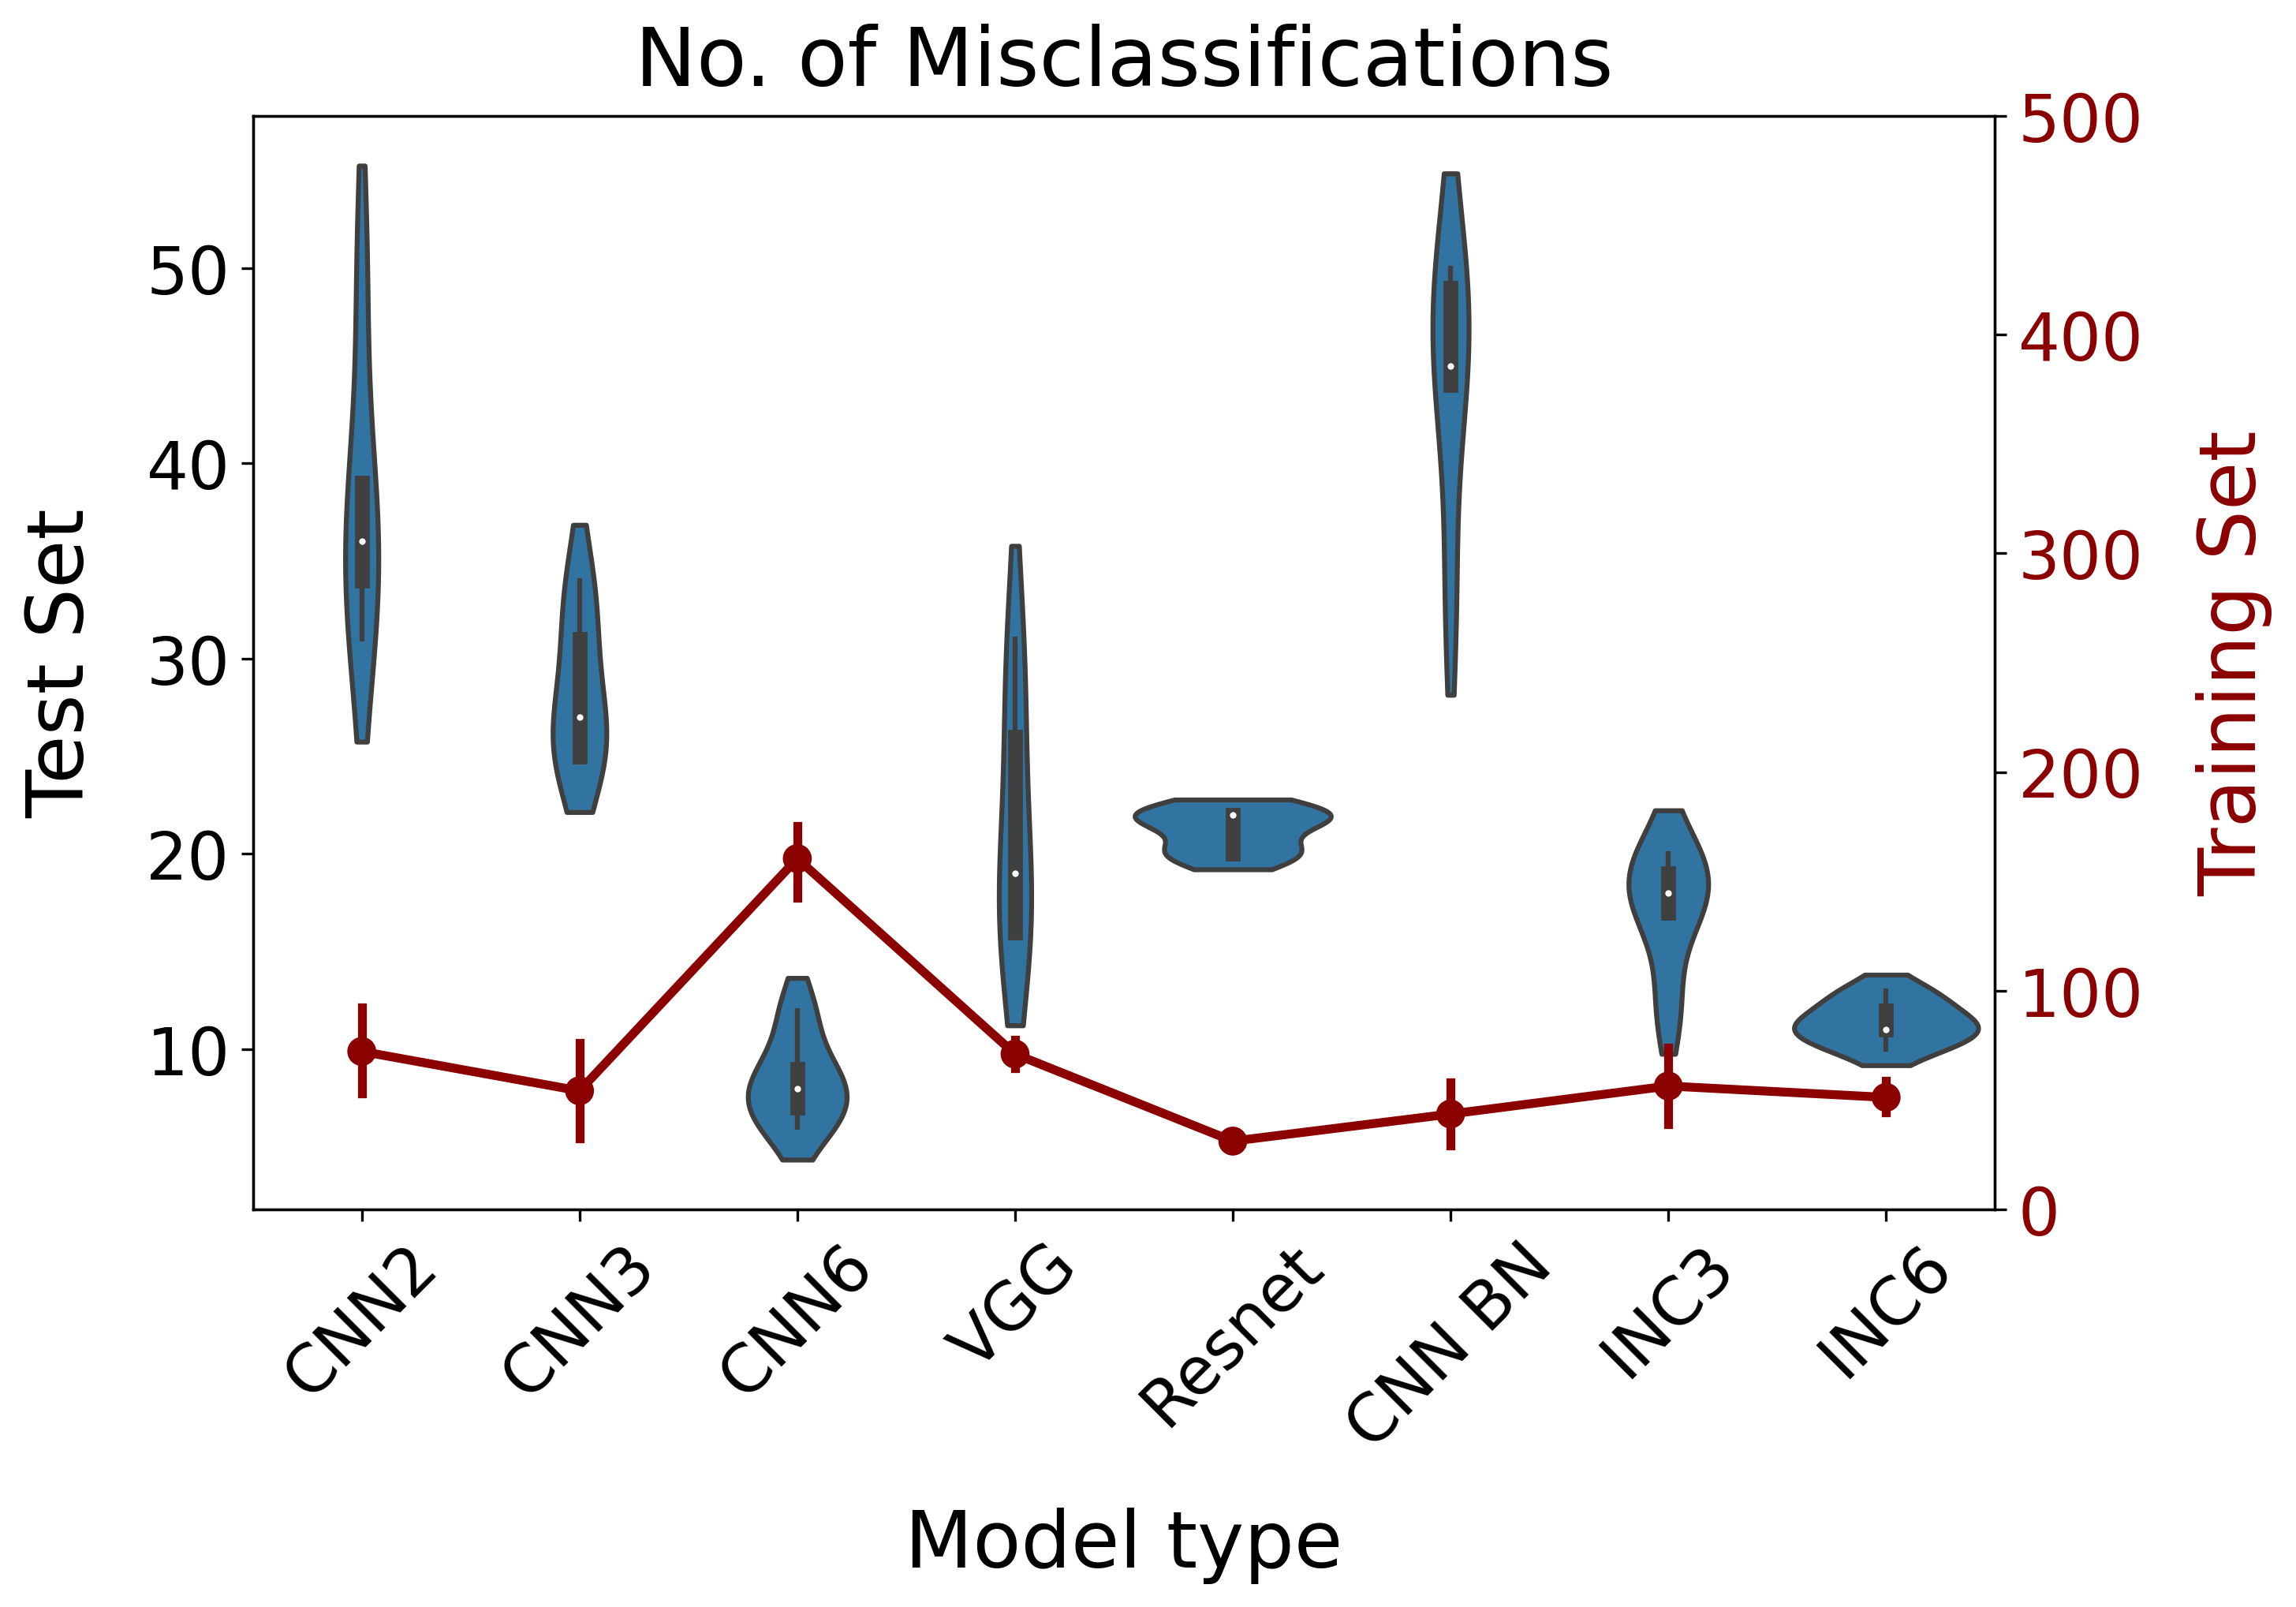 No. of Misclassifications
Test Set
50
40
30
20
10
500
400
300
200
100
0
Training Set
CNN2
CNN3
CNN6
VGG
Resnet
CNN BN
INC3
INC6
Model type